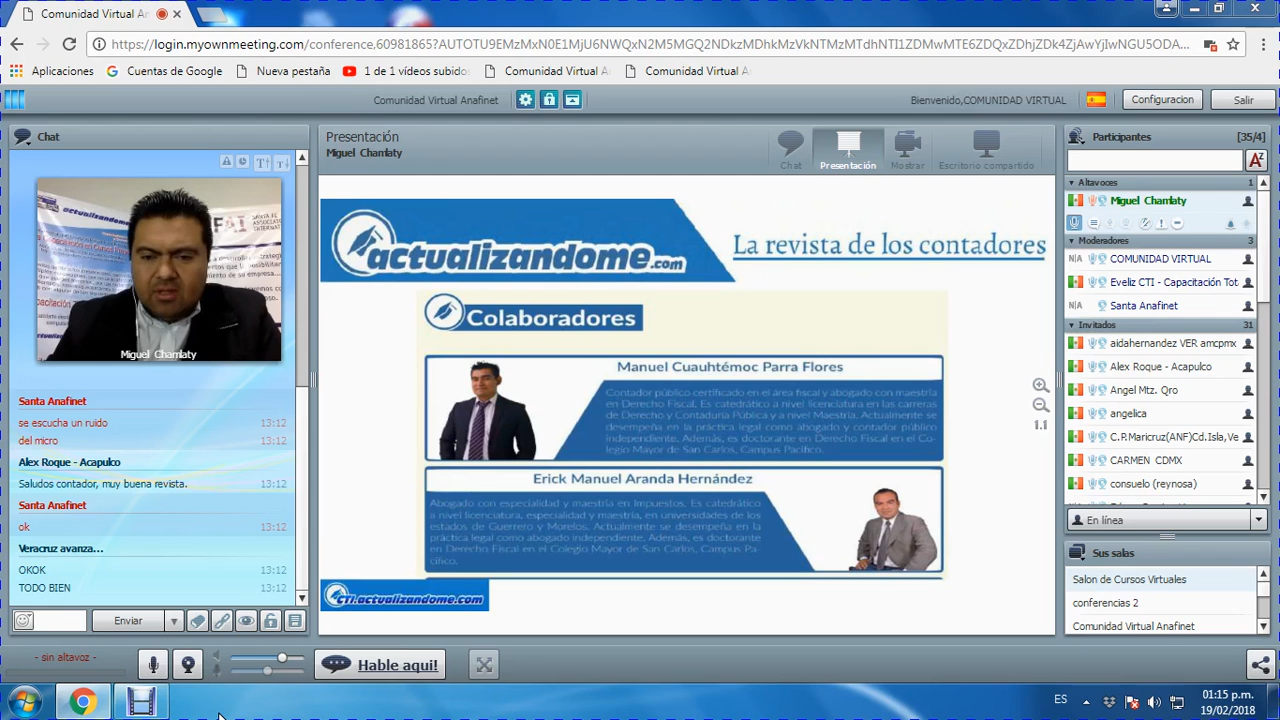 Comunidad Virtual Ana
Aplicaciones
Cuentas de Google
Nueva pestaña
1 de 1 vídeos subidos
Comunidad Virtual A
Comunidad Virtual A
Comunidad Virtual Anafinet
Bienvenido,COMUNIDAD VIRTUAL
Configuracion
Salir
Chat
Miguel Chamlaty
Santa Anafinet
se escucha un ruido 13:12
del micro 13:12
Alex Roque - Acapulco
Saludos contador, muy buena revista. 13:12
Santa Anafinet
ok 13:12
Veracruz avanza...
OKOK 13:12
TODO BIEN 13:12
Enviar
- sin altavoz -
Hable aqui!
Presentación
Miguel Chamlaty
Chat
Presentación
Mostrar
Escritorio compartido
actualizandome.com
La revista de los contadores
Colaboradores
Manuel Cuauhtémoc Parra Flores
Contador público certificado en el área fiscal y abogado con maestría
en Derecho Fiscal. Es catedrático a nivel licenciatura en las carreras
de Derecho y Contaduría Pública y a nivel Maestría. Actualmente se
desempeña en la práctica legal como abogado y contador público
independiente. Además, es doctorante en Derecho Fiscal en el Co-
legio Mayor de San Carlos, Campus Pacífico.
Erick Manuel Aranda Hernández
Abogado con especialidad y maestría en Impuestos. Es catedrático
a nivel licenciatura, especialidad y maestría, en universidades de los
estados de Guerrero y Morelos. Actualmente se desempeña en la
práctica legal como abogado independiente. Además, es doctorante
en Derecho Fiscal en el Colegio Mayor de San Carlos, Campus Pa-
cífico.
cti.actualizandome.com
1.1
Participantes [35/4]
Altavoces 1
Miguel Chamlaty
Moderadores 3
N/A COMUNIDAD VIRTUAL
Eveliz CTI - Capacitación Tot
N/A Santa Anafinet
Invitados 31
aidahernandez VER amcpmx
Alex Roque - Acapulco
Angel Mtz. Qro
angelica
C.P.Maricruz(ANF)Cd.Isla,Ve
CARMEN CDMX
consuelo (reynosa)
En línea
Sus salas
Salon de Cursos Virtuales
conferencias 2
Comunidad Virtual Anafinet
ES
01:15 p.m.
19/02/2018